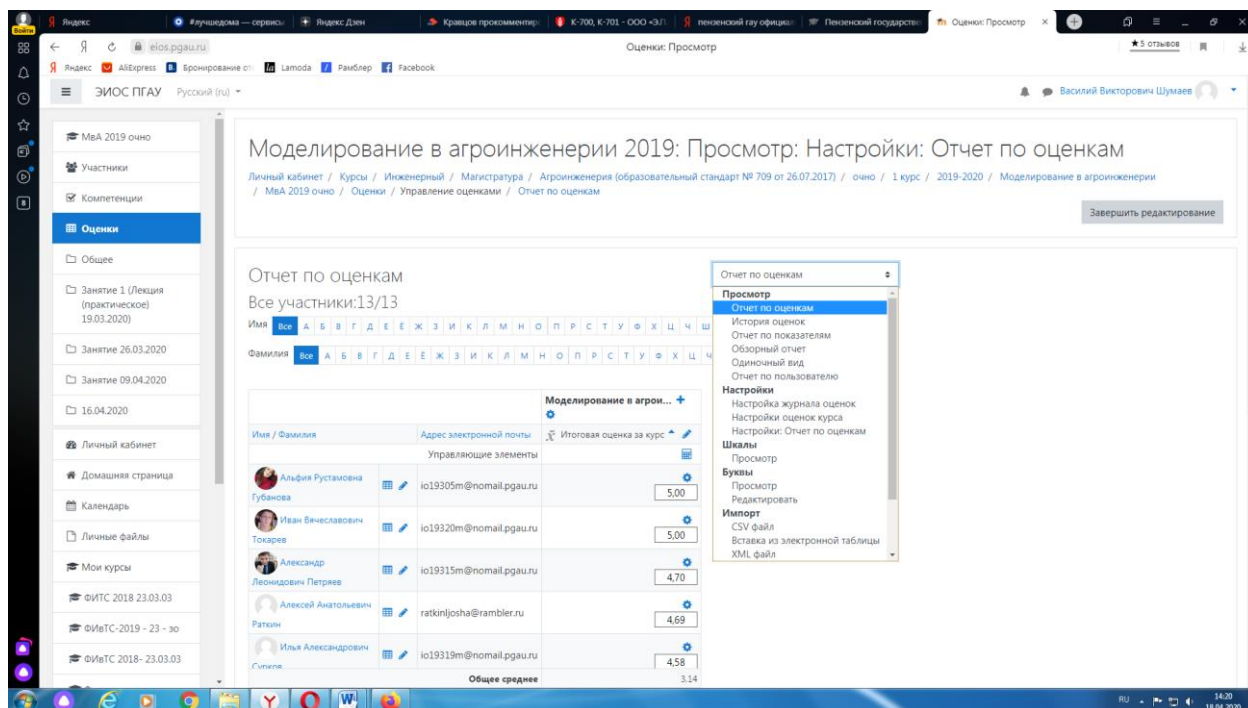 Войти
Яндекс
#лучшедома — сервисы
Яндекс Дзен
Кравцов прокомментиро
К-700, К-701 - ООО «ЭЛ
пензенский гау официал
Пензенский государстве
Оценки: Просмотр
eios.pgau.ru
Оценки: Просмотр
★5 отзывов
Яндекс
AliExpress
Бронирование от
Lamoda
Рамблер
Facebook
ЭИОС ПГАУ Русский (ru)
Василий Викторович Шумаев
МвА 2019 очно
Участники
Компетенции
Оценки
Общее
Занятие 1 (Лекция
(практическое)
19.03.2020)
Занятие 26.03.2020
Занятие 09.04.2020
16.04.2020
Личный кабинет
Домашняя страница
Календарь
Личные файлы
Мои курсы
ФИТС 2018 23.03.03
ФИвТС-2019 - 23 - зо
ФИвТС 2018- 23.03.03
Моделирование в агроинженерии 2019: Просмотр: Настройки: Отчет по оценкам
Личный кабинет / Курсы / Инженерный / Магистратура / Агроинженерия (образовательный стандарт № 709 от 26.07.2017) / очно / 1 курс / 2019-2020 / Моделирование в агроинженерии
/ МвА 2019 очно / Оценки / Управление оценками / Отчет по оценкам
Завершить редактирование
Отчет по оценкам
Все участники:13/13
Имя Все А Б В Г Д Е Ё Ж З И К Л М Н О П Р С Т У Ф Х Ц Ч Ш
Фамилия Все А Б В Г Д Е Ё Ж З И К Л М Н О П Р С Т У Ф Х Ц Ч
Моделирование в агрои...
Имя / Фамилия Адрес электронной почты Итоговая оценка за курс
Управляющие элементы
Альфия Рустамовна
Губанова
io19305m@nomail.pgau.ru
5,00
Иван Вячеславович
Токарев
io19320m@nomail.pgau.ru
5,00
Александр
Леонидович Петряев
io19315m@nomail.pgau.ru
4,70
Алексей Анатольевич
Раткин
ratkinljosha@rambler.ru
4,69
Илья Александрович
Сурков
io19319m@nomail.pgau.ru
4,58
Общее среднее 3,14
Отчет по оценкам
Просмотр
Отчет по оценкам
История оценок
Отчет по показателям
Обзорный отчет
Одиночный вид
Отчет по пользователю
Настройки
Настройка журнала оценок
Настройки оценок курса
Настройки: Отчет по оценкам
Шкалы
Просмотр
Буквы
Просмотр
Редактировать
Импорт
CSV файл
Вставка из электронной таблицы
XML файл
RU
14:20
18.04.2020